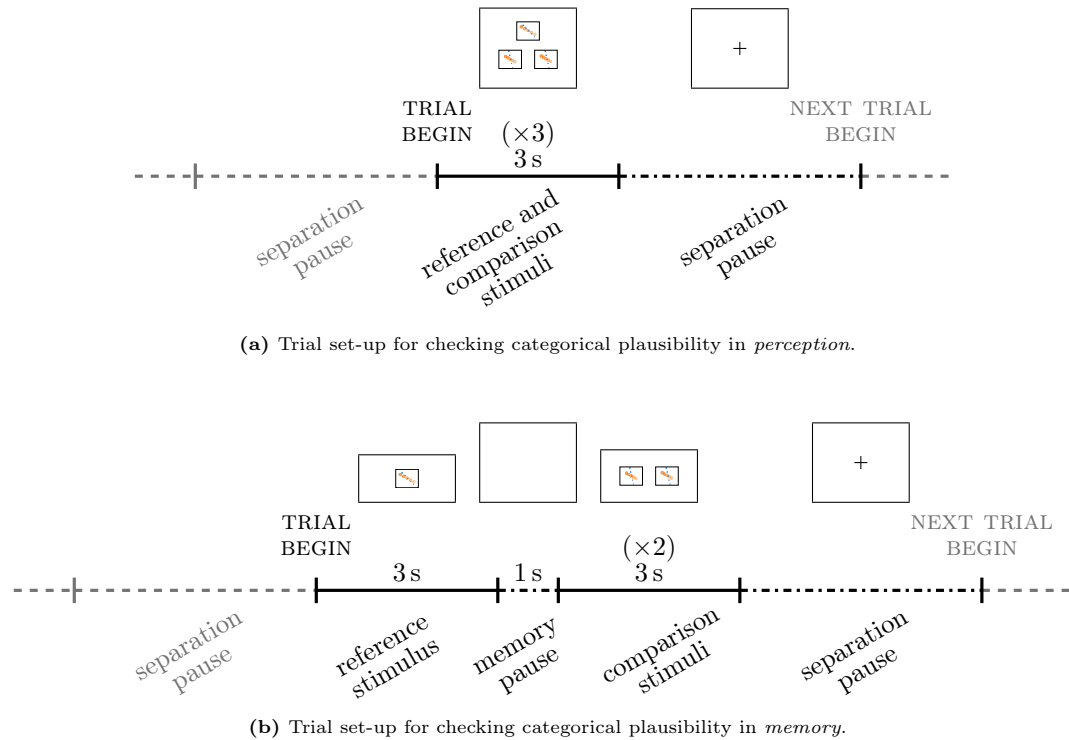 TRIAL
BEGIN
(×3)
3 s
NEXT TRIAL
BEGIN
separation
pause
reference and
comparison
stimuli
separation
pause
(a) Trial set-up for checking categorical plausibility in perception.
TRIAL
BEGIN
3 s
1 s
(×2)
3 s
NEXT TRIAL
BEGIN
separation
pause
reference
stimulus
memory
pause
comparison
stimuli
separation
pause
(b) Trial set-up for checking categorical plausibility in memory.